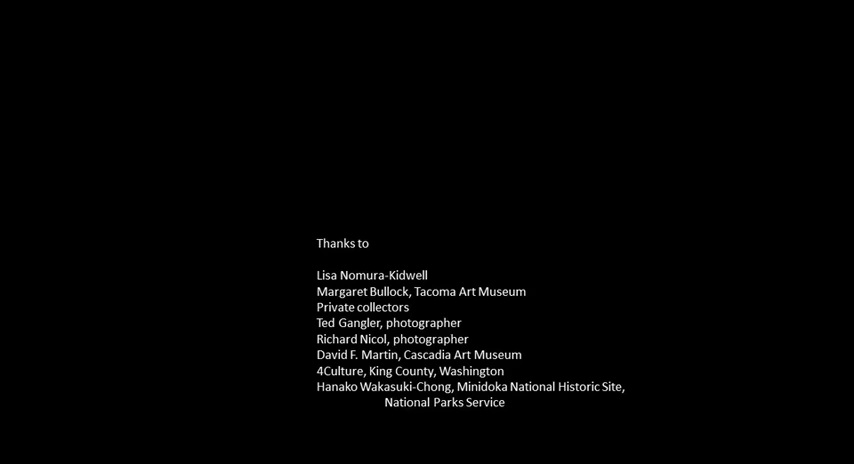 Thanks to
Lisa Nomura-Kidwell
Margaret Bullock, Tacoma Art Museum
Private collectors
Ted Gangler, photographer
Richard Nicol, photographer
David F. Martin, Cascadia Art Museum
4Culture, King County, Washington
Hanako Wakasuki-Chong, Minidoka National Historic Site,
National Parks Service